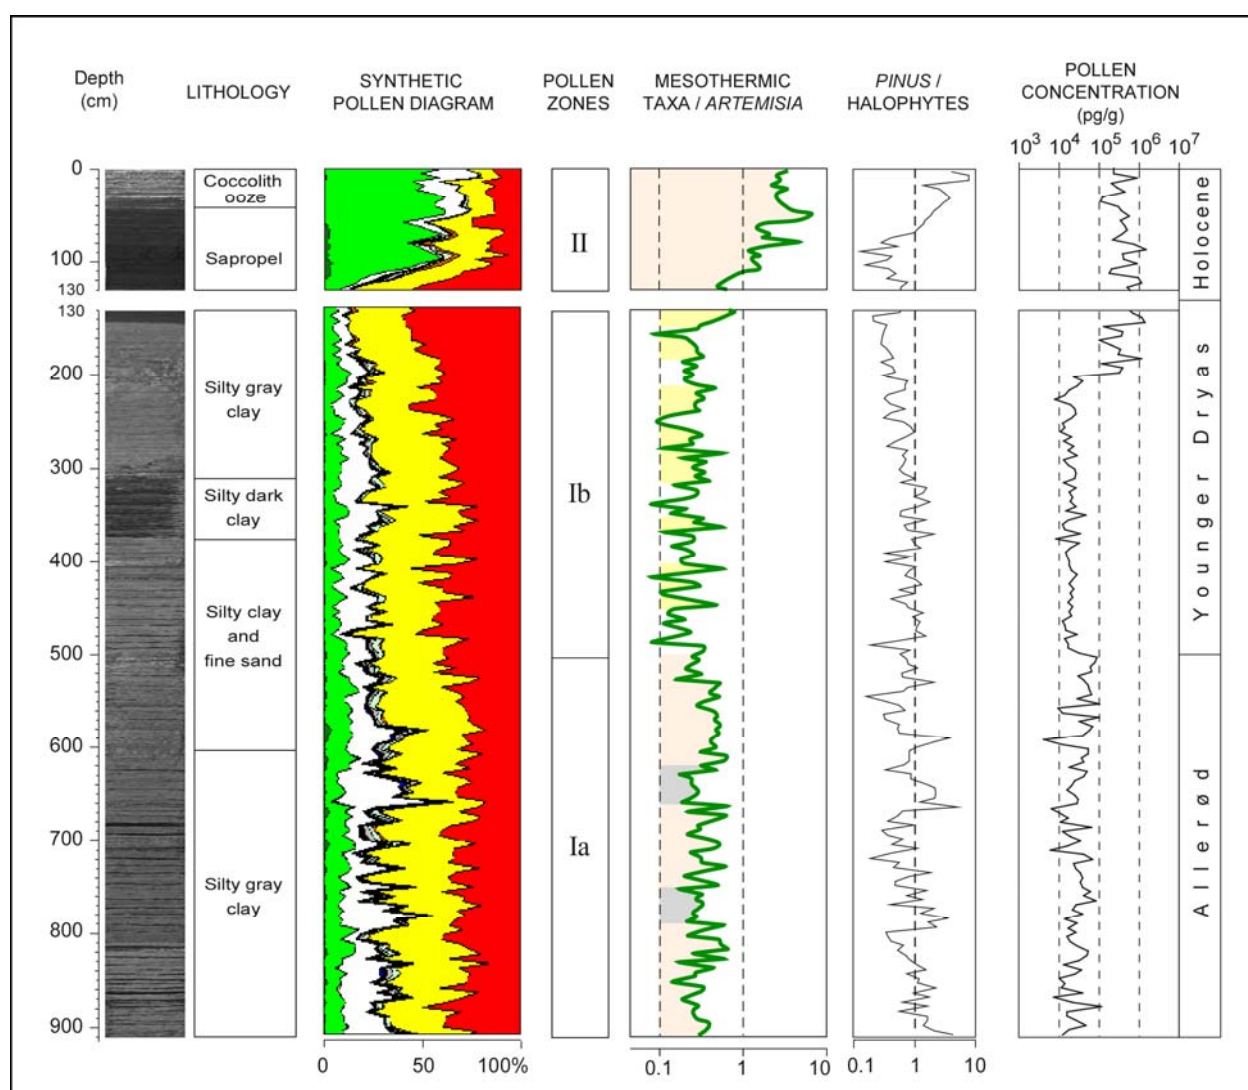 Depth
(cm)
LITHOLOGY
SYNTHETIC
POLLEN DIAGRAM
POLLEN
ZONES
MESOTHERMIC
TAXA / ARTEMISIA
PINUS /
HALOPHYTES
POLLEN
CONCENTRATION
(pg/g)
10³ 10⁴ 10⁵ 10⁶ 10⁷
0
100
130
130
200
300
400
500
600
700
800
900
Coccolith
ooze
Sapropel
Silty gray
clay
Silty dark
clay
Silty clay
and
fine sand
Silty gray
clay
II
Ib
Ia
Holocene
Younger Dryas
Allerød
0 50 100%
0.1 1 10
0.1 1 10